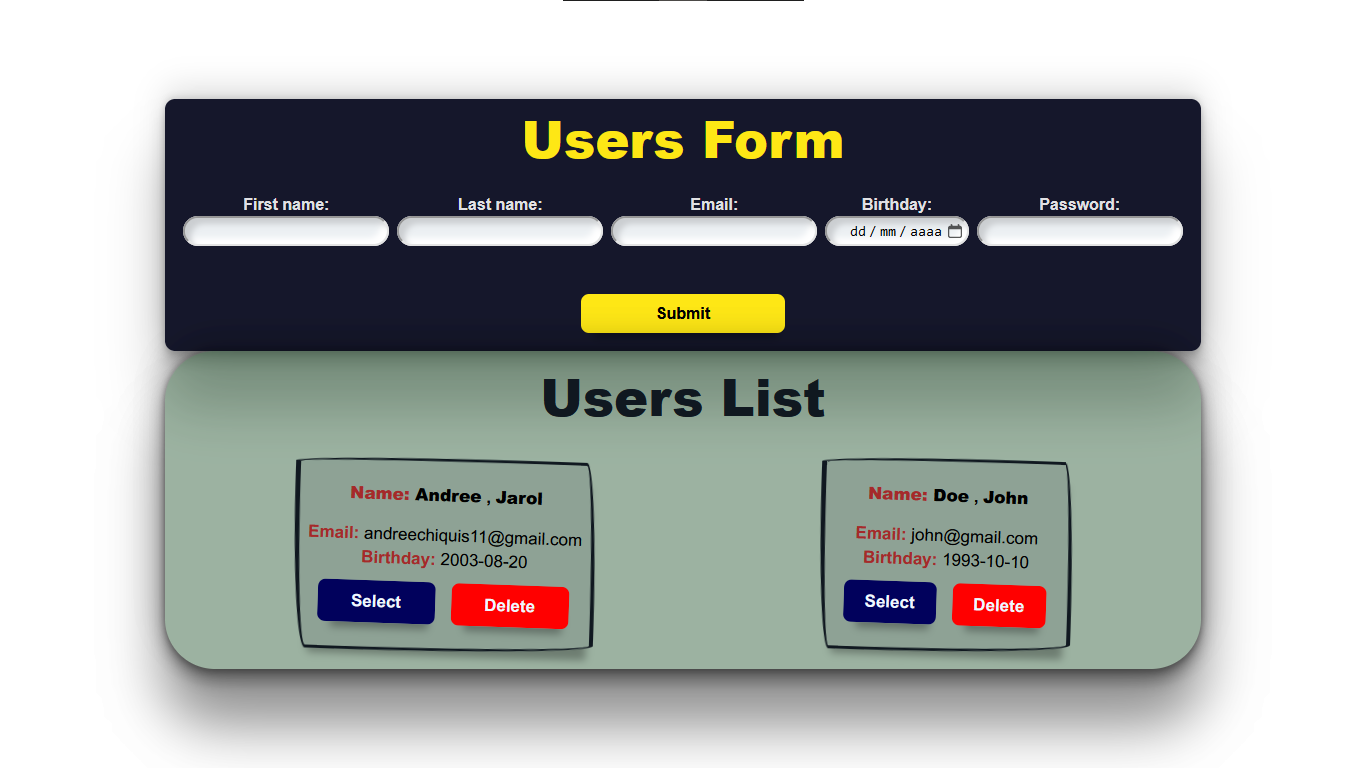 Users Form
First name: Last name: Email: Birthday: Password:
dd / mm / aaaa
Submit
Users List
Name: Andree , Jarol
Email: andreechiquis11@gmail.com
Birthday: 2003-08-20
Select Delete
Name: Doe , John
Email: john@gmail.com
Birthday: 1993-10-10
Select Delete